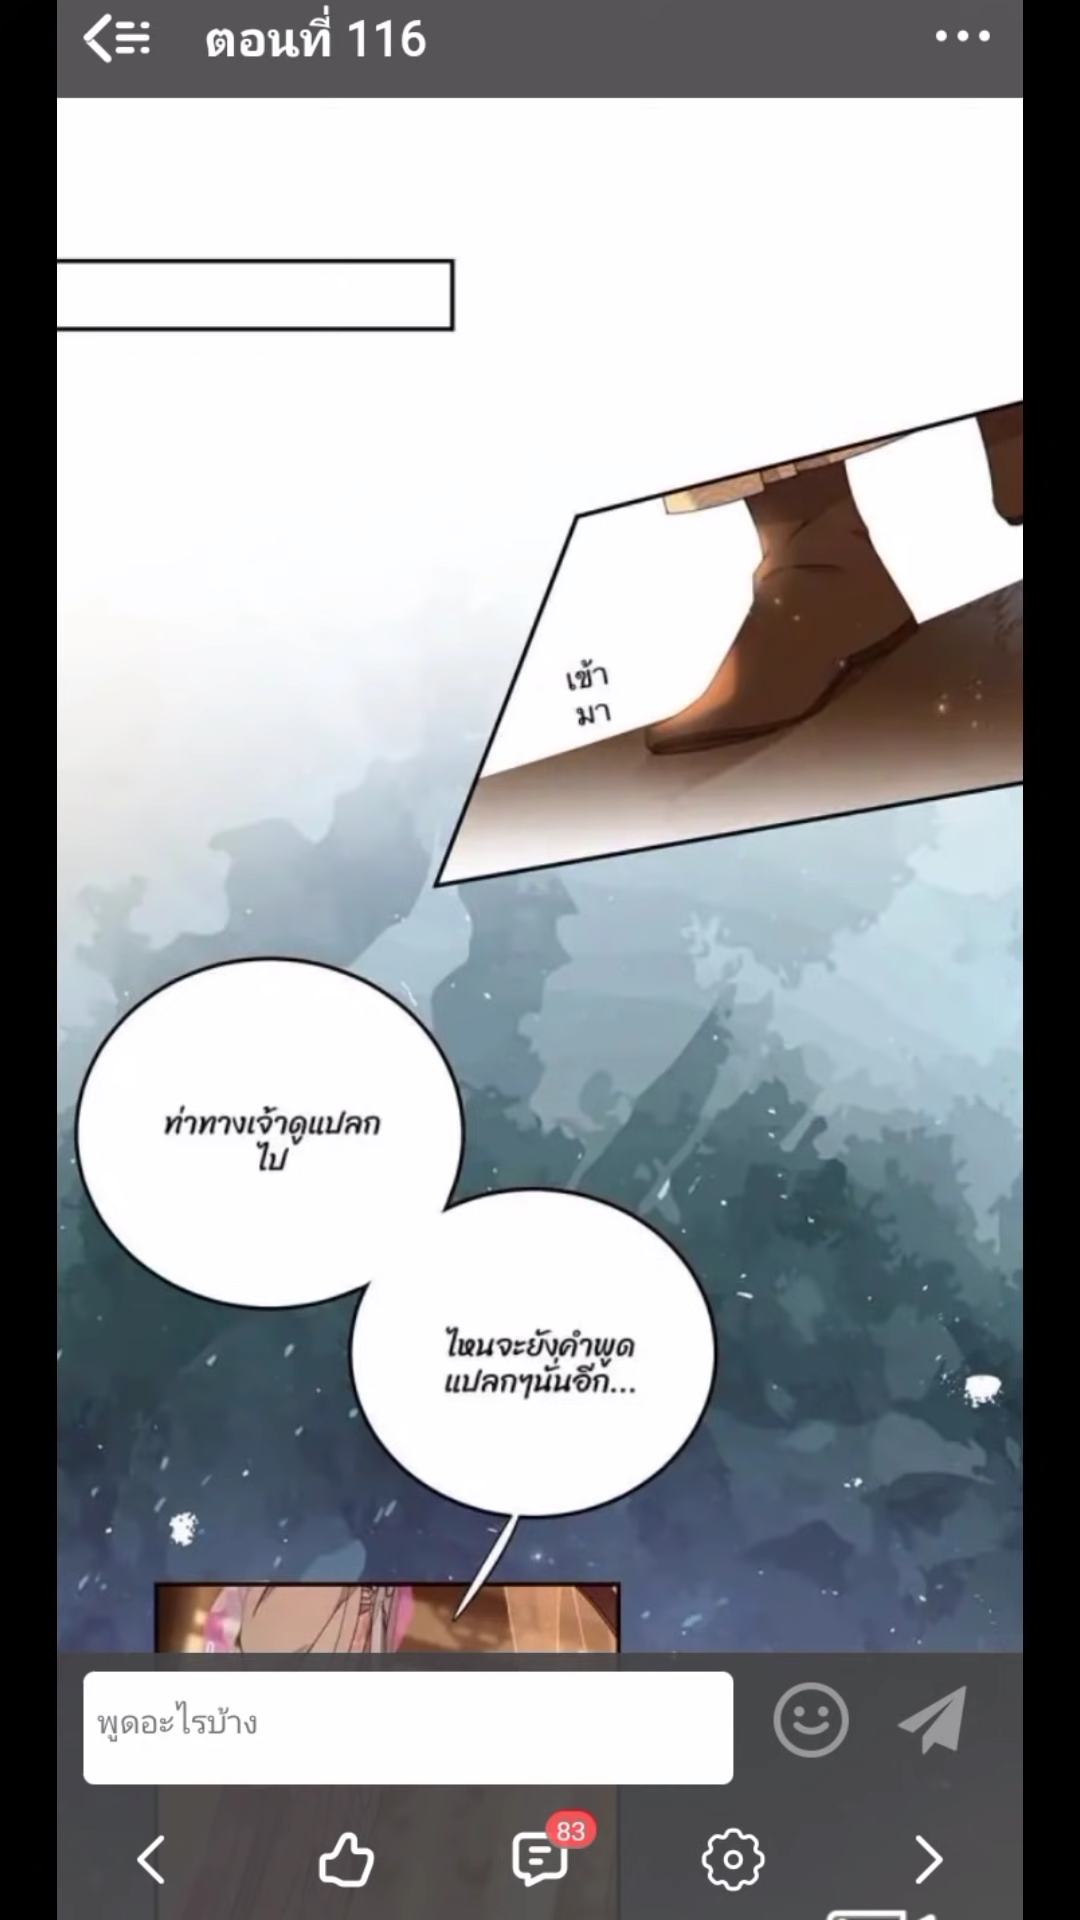 ตอนที่ 116
เข้า
มา
ท่าทางเจ้าดูแปลก
ไป
ไหนจะยังคำพูด
แปลกๆนั่นอีก...
พูดอะไรบ้าง
83